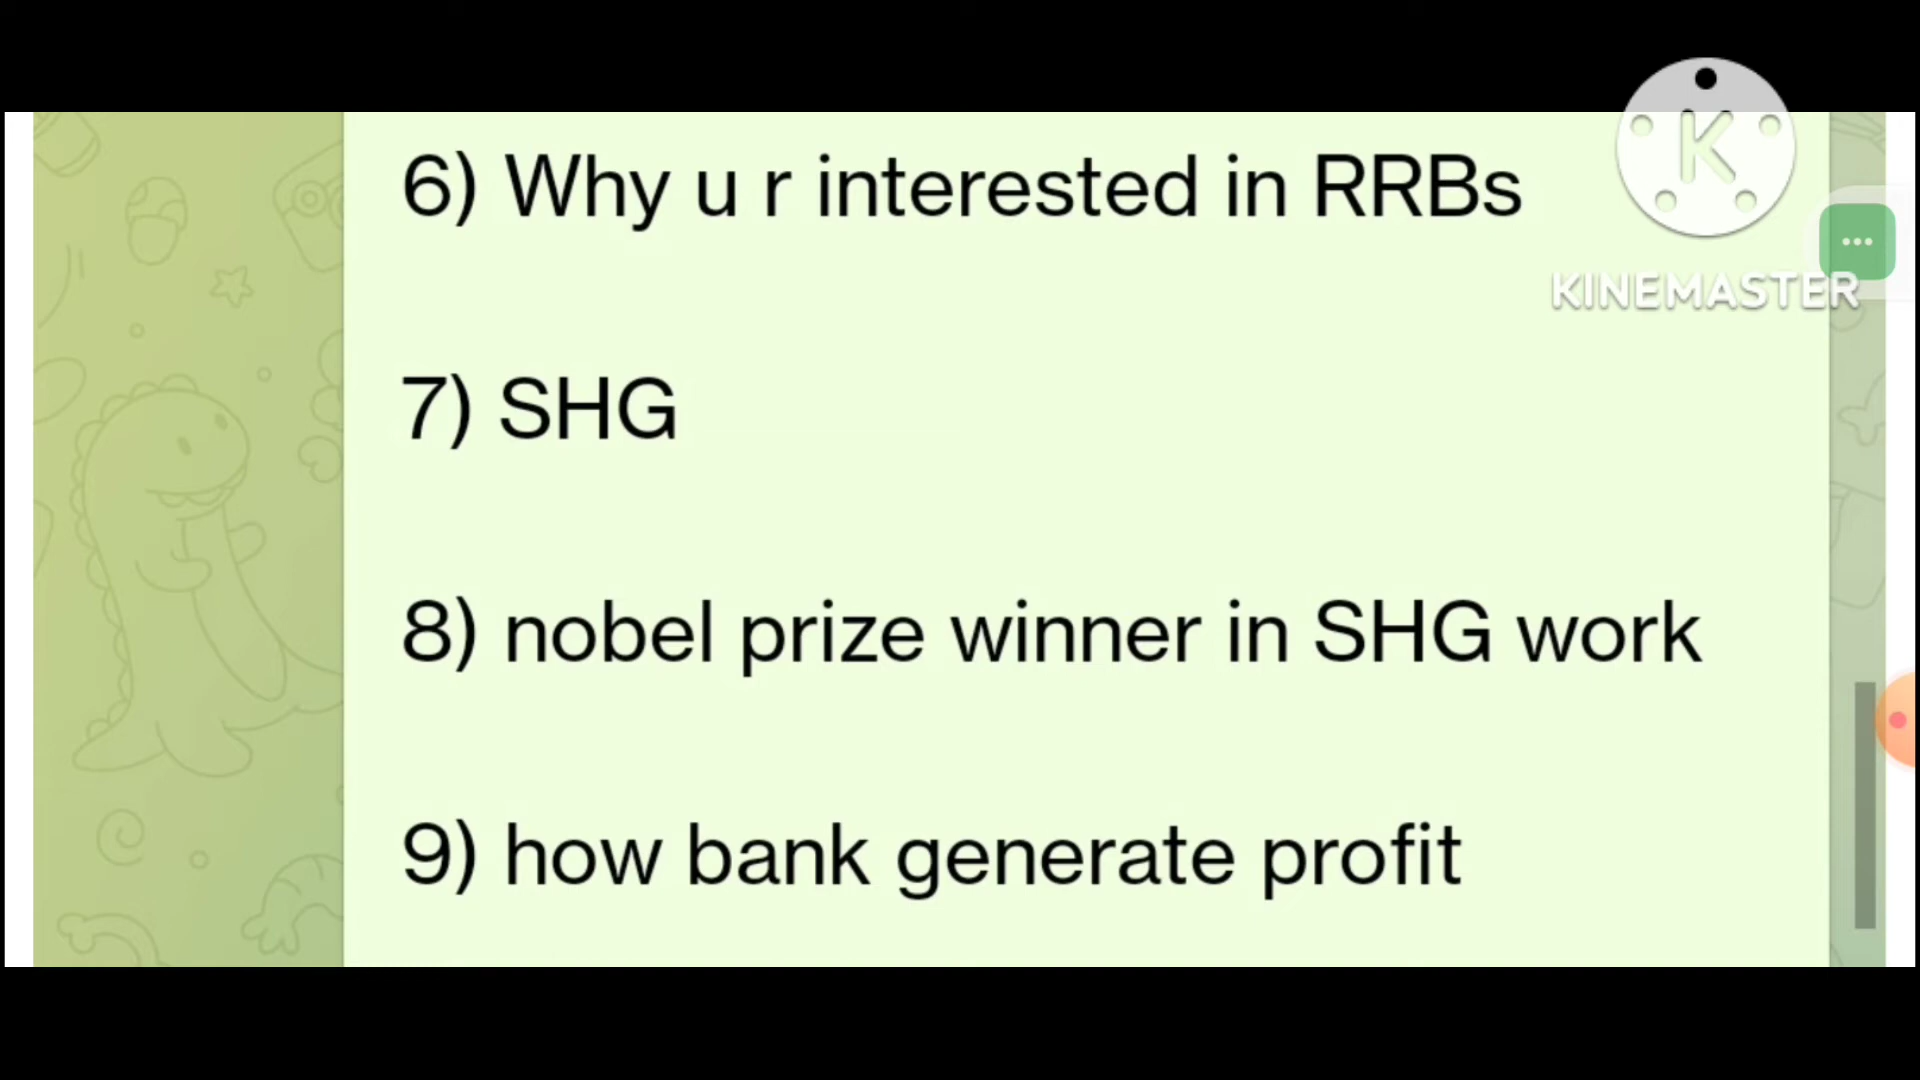 6) Why u r interested in RRBs
K
KINEMASTER
7) SHG
8) nobel prize winner in SHG work
9) how bank generate profit